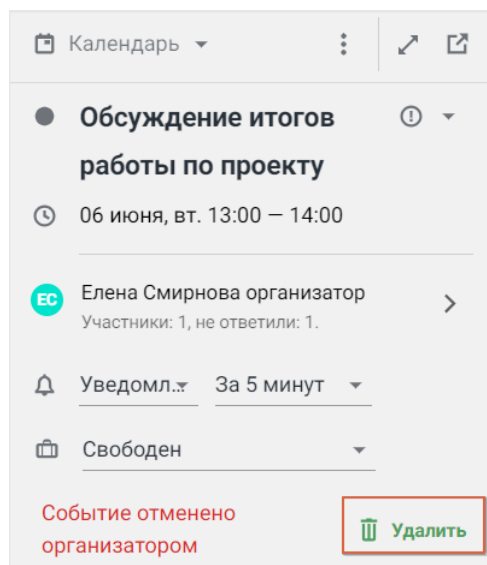 Календарь
Обсуждение итогов
работы по проекту
06 июня, вт. 13:00 — 14:00
ЕС Елена Смирнова организатор
Участники: 1, не ответили: 1.
Уведомл... За 5 минут
Свободен
Событие отменено
организатором
Удалить